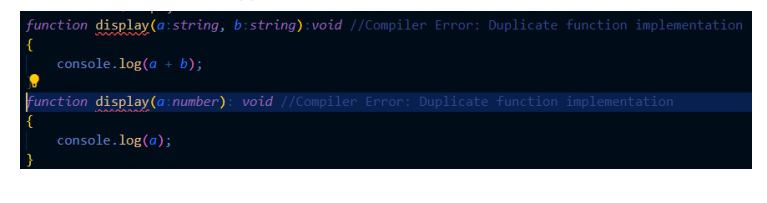 function display(a:string, b:string):void //Compiler Error: Duplicate function implementation
{
    console.log(a + b);
function display(a:number): void //Compiler Error: Duplicate function implementation
{
    console.log(a);
}